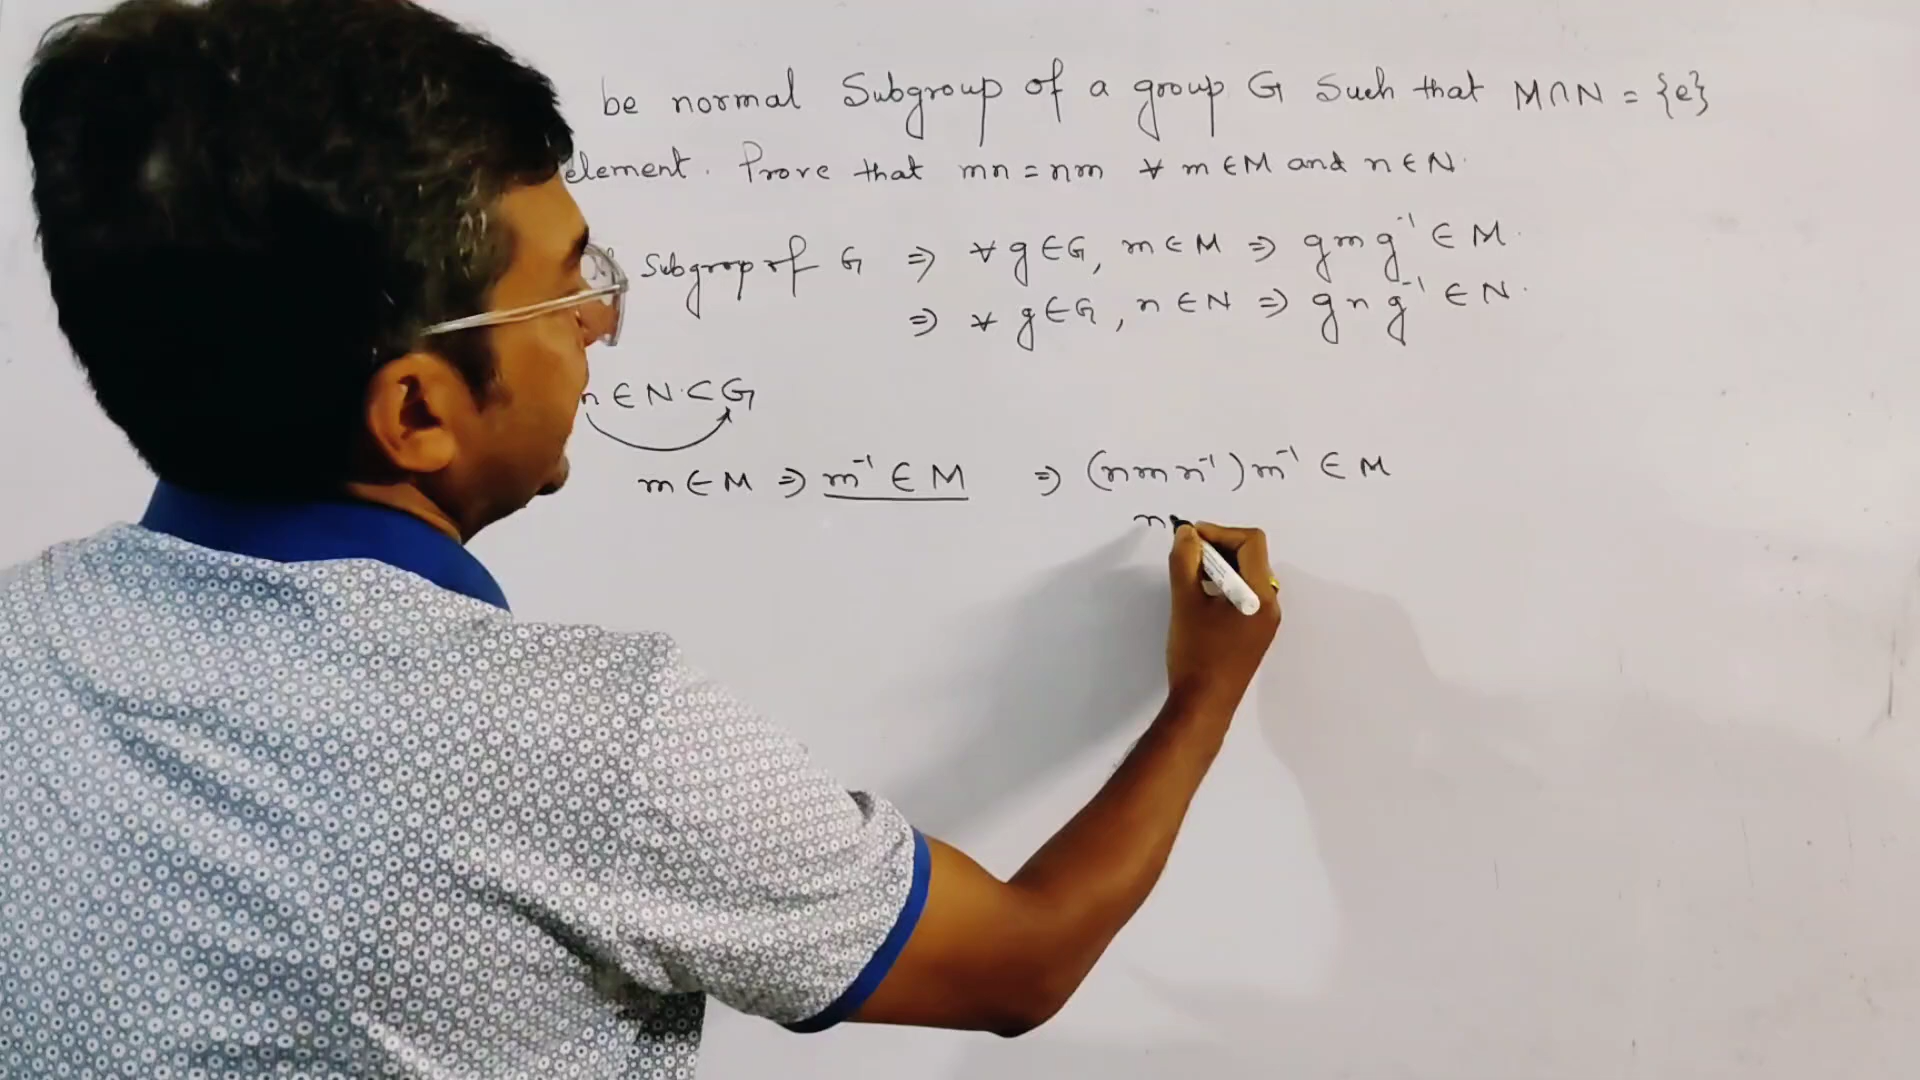 be normal Subgroup of a group G Such that M∩N = {e}
element. Prove that mn = nm ∀ m∈M and n∈N.
Subgrop of G ⇒ ∀ g∈G, m∈M ⇒ gmg⁻¹ ∈ M.
⇒ ∀ g∈G, n∈N ⇒ gng⁻¹ ∈ N.
n ∈ N ⊂ G
m∈M ⇒ m⁻¹ ∈ M ⇒ (nmn⁻¹)m⁻¹ ∈ M
n